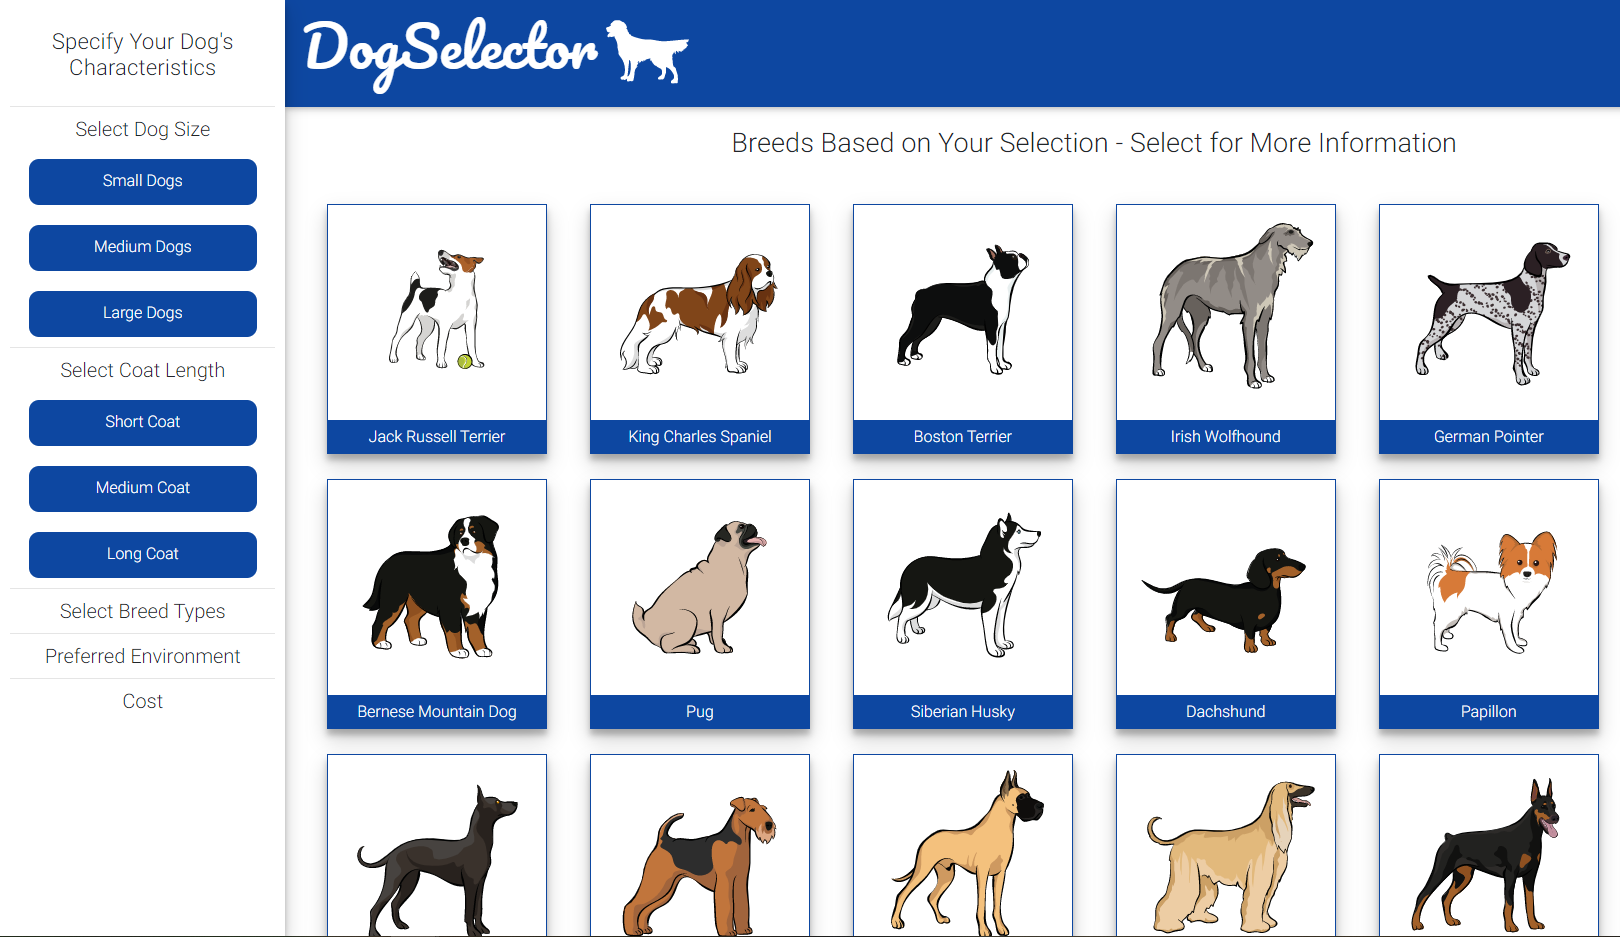 Specify Your Dog's
Characteristics
Select Dog Size
Small Dogs
Medium Dogs
Large Dogs
Select Coat Length
Short Coat
Medium Coat
Long Coat
Select Breed Types
Preferred Environment
Cost
DogSelector
Breeds Based on Your Selection - Select for More Information
Jack Russell Terrier
King Charles Spaniel
Boston Terrier
Irish Wolfhound
German Pointer
Bernese Mountain Dog
Pug
Siberian Husky
Dachshund
Papillon